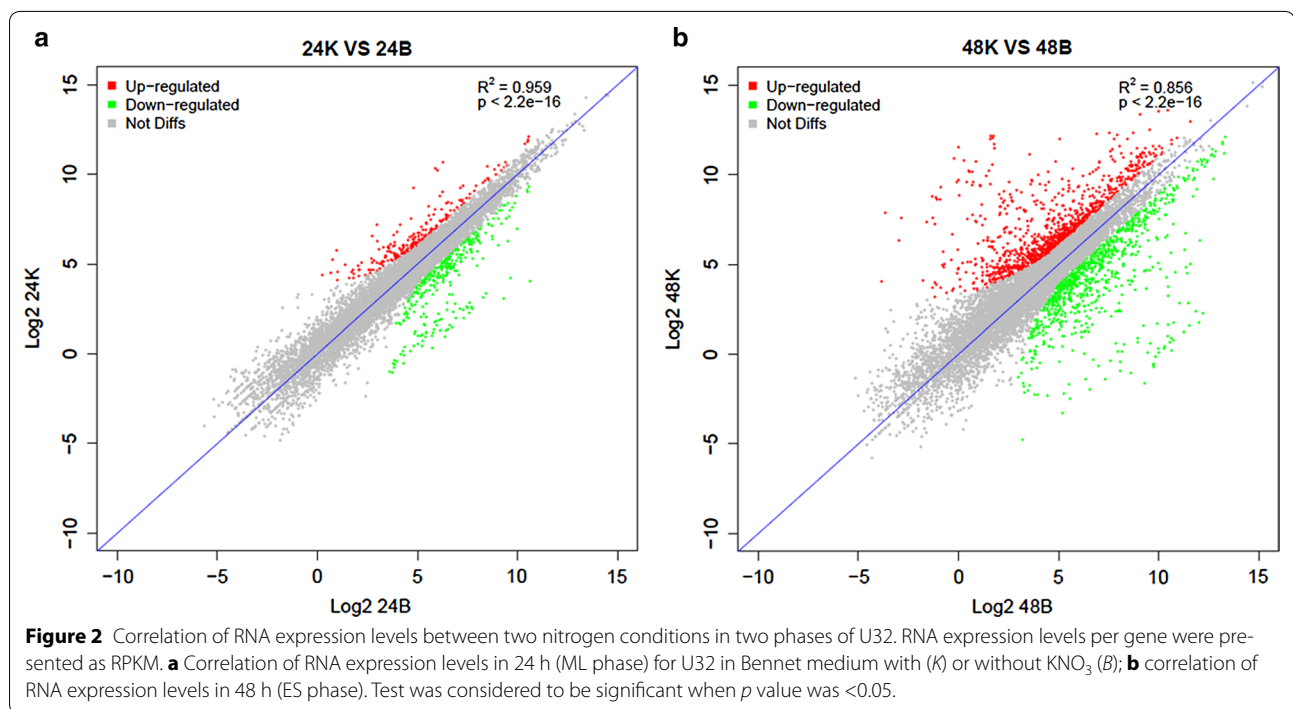 a
24K VS 24B
Up-regulated
Down-regulated
Not Diffs
R² = 0.959
p < 2.2e−16
Log2 24K
15
10
5
0
−5
−10
−10 −5 0 5 10 15
Log2 24B
b
48K VS 48B
Up-regulated
Down-regulated
Not Diffs
R² = 0.856
p < 2.2e−16
Log2 48K
15
10
5
0
−5
−10
−10 −5 0 5 10 15
Log2 48B
Figure 2 Correlation of RNA expression levels between two nitrogen conditions in two phases of U32. RNA expression levels per gene were pre-
sented as RPKM. a Correlation of RNA expression levels in 24 h (ML phase) for U32 in Bennet medium with (K) or without KNO₃ (B); b correlation of
RNA expression levels in 48 h (ES phase). Test was considered to be significant when p value was <0.05.